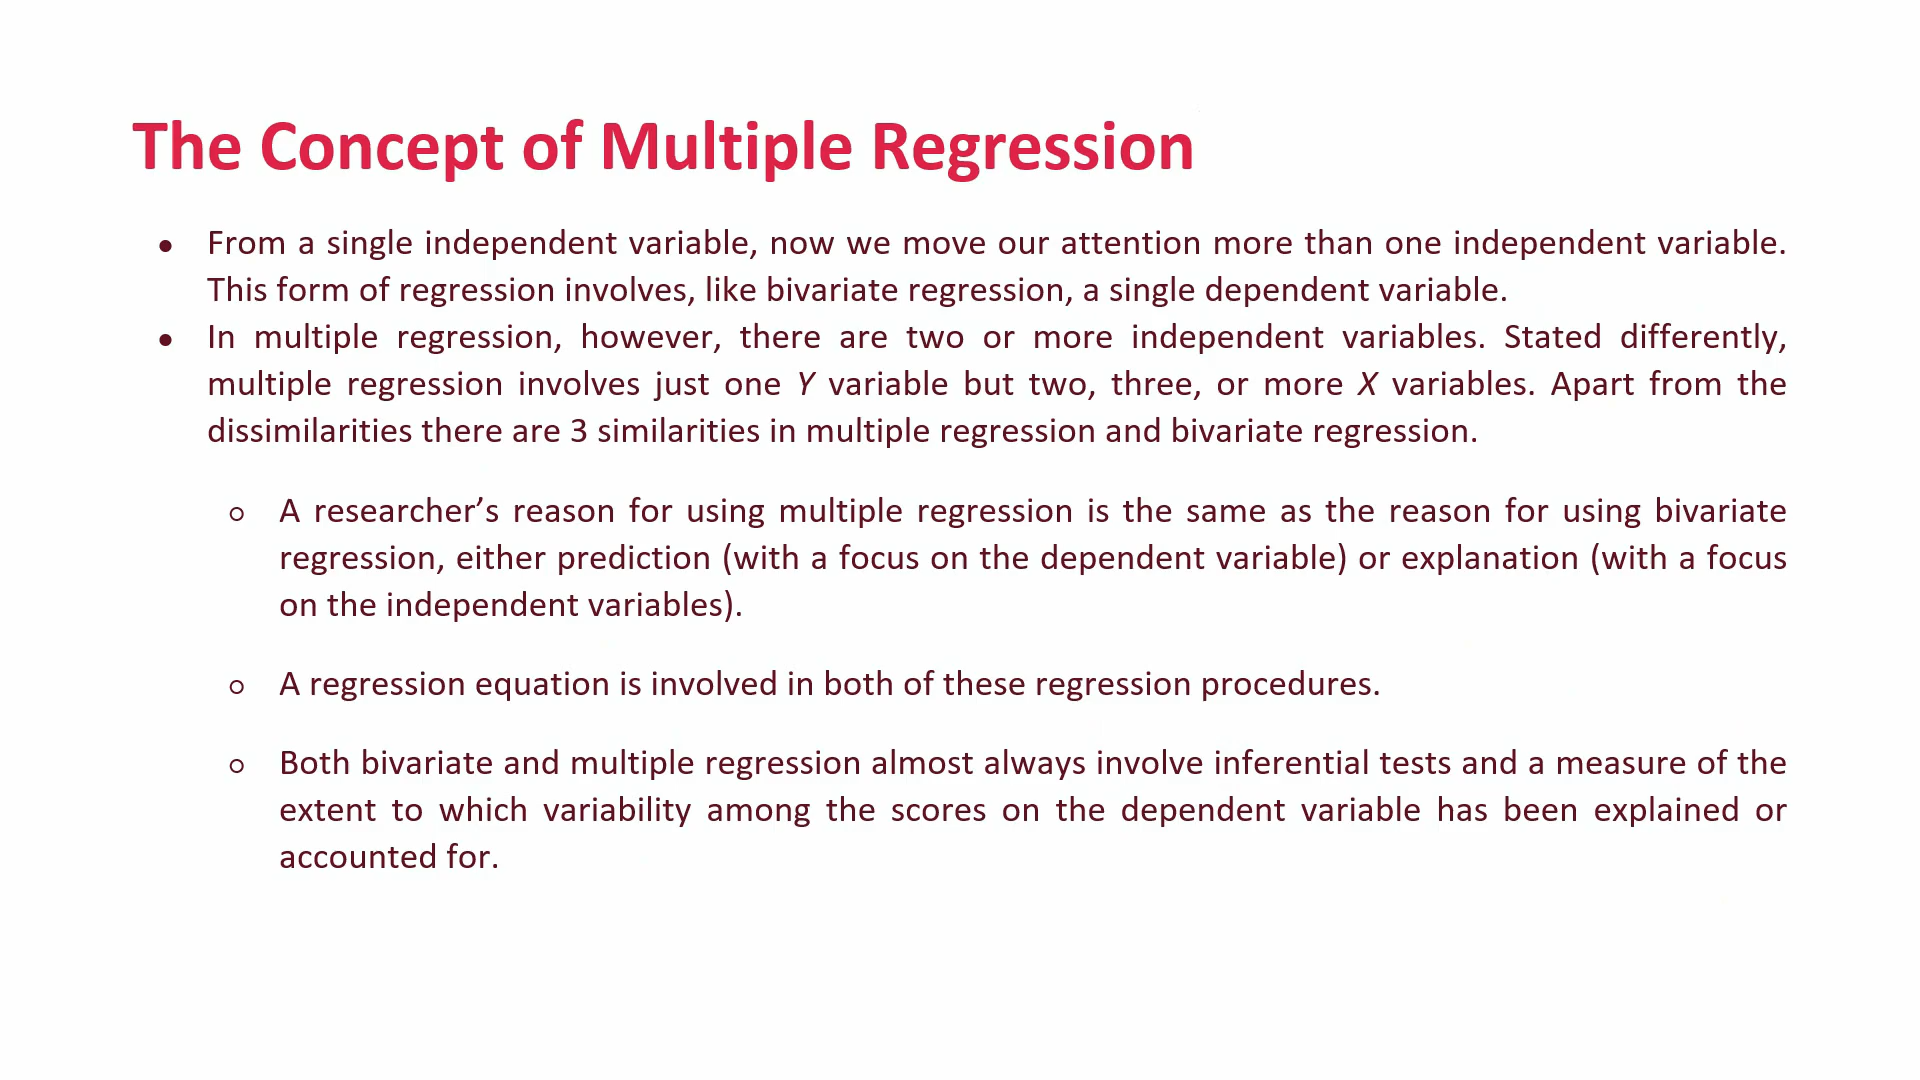 The Concept of Multiple Regression
● From a single independent variable, now we move our attention more than one independent variable.
This form of regression involves, like bivariate regression, a single dependent variable.
● In multiple regression, however, there are two or more independent variables. Stated differently,
multiple regression involves just one Y variable but two, three, or more X variables. Apart from the
dissimilarities there are 3 similarities in multiple regression and bivariate regression.
○ A researcher’s reason for using multiple regression is the same as the reason for using bivariate
regression, either prediction (with a focus on the dependent variable) or explanation (with a focus
on the independent variables).
○ A regression equation is involved in both of these regression procedures.
○ Both bivariate and multiple regression almost always involve inferential tests and a measure of the
extent to which variability among the scores on the dependent variable has been explained or
accounted for.